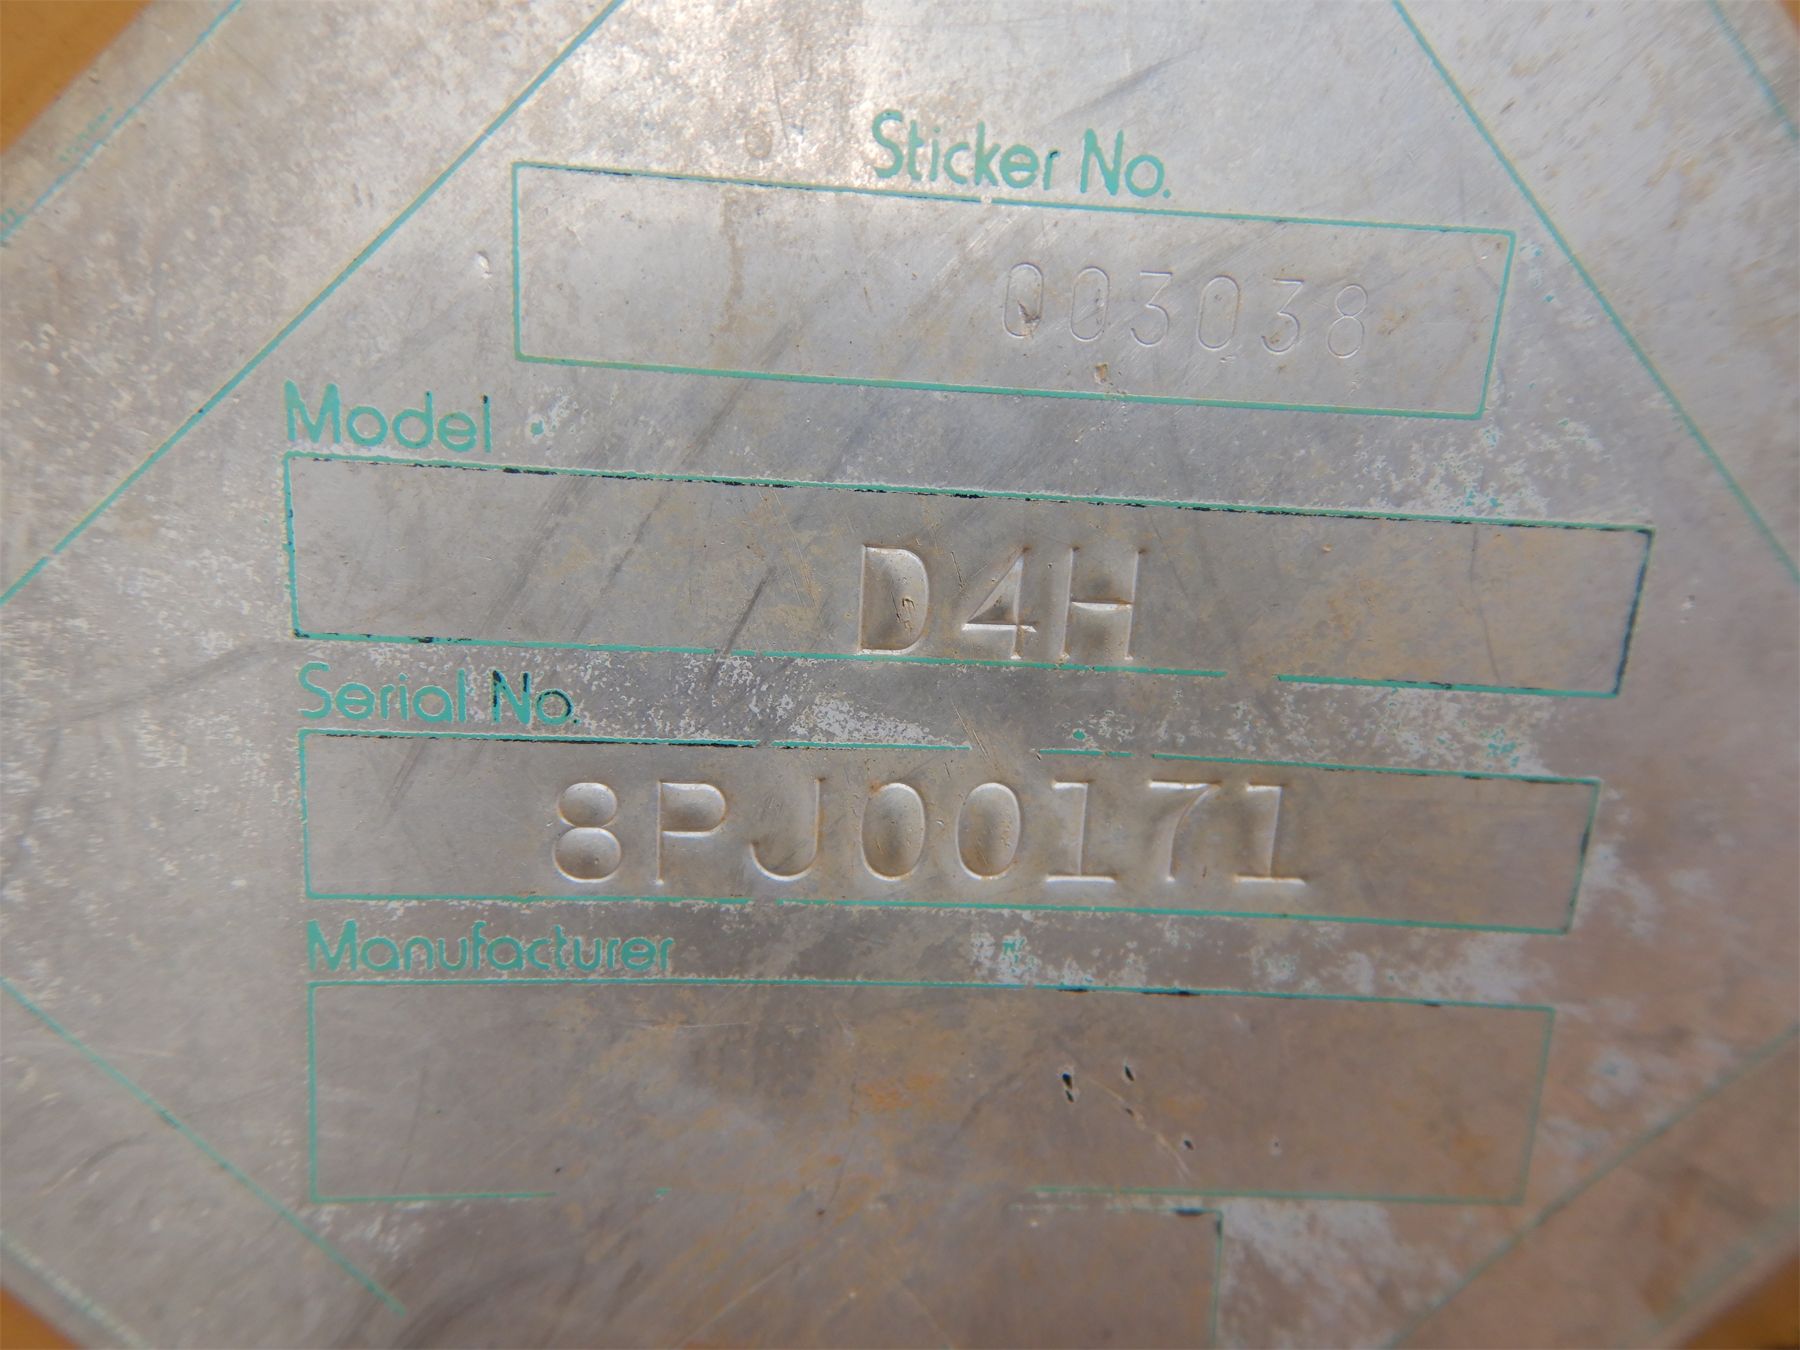 Sticker No.
003038
Model
D4H
Serial No.
8PJ00171
Manufacturer